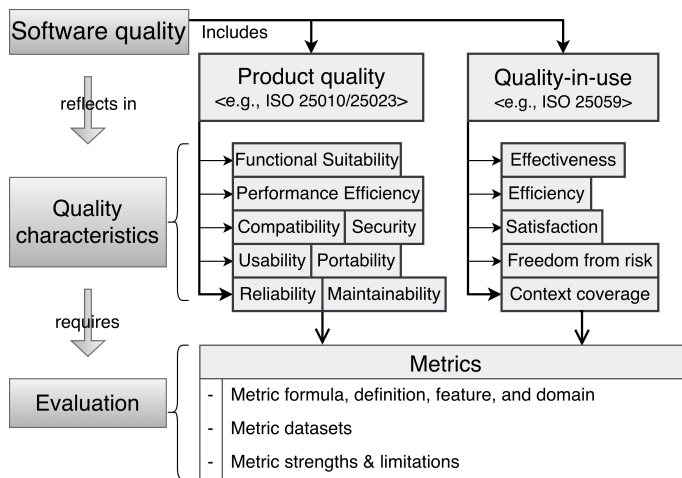 Software quality
Includes
Product quality
<e.g., ISO 25010/25023>
Quality-in-use
<e.g., ISO 25059>
reflects in
Quality
characteristics
Functional Suitability
Performance Efficiency
Compatibility
Security
Usability
Portability
Reliability
Maintainability
Effectiveness
Efficiency
Satisfaction
Freedom from risk
Context coverage
requires
Evaluation
Metrics
- Metric formula, definition, feature, and domain
- Metric datasets
- Metric strengths & limitations